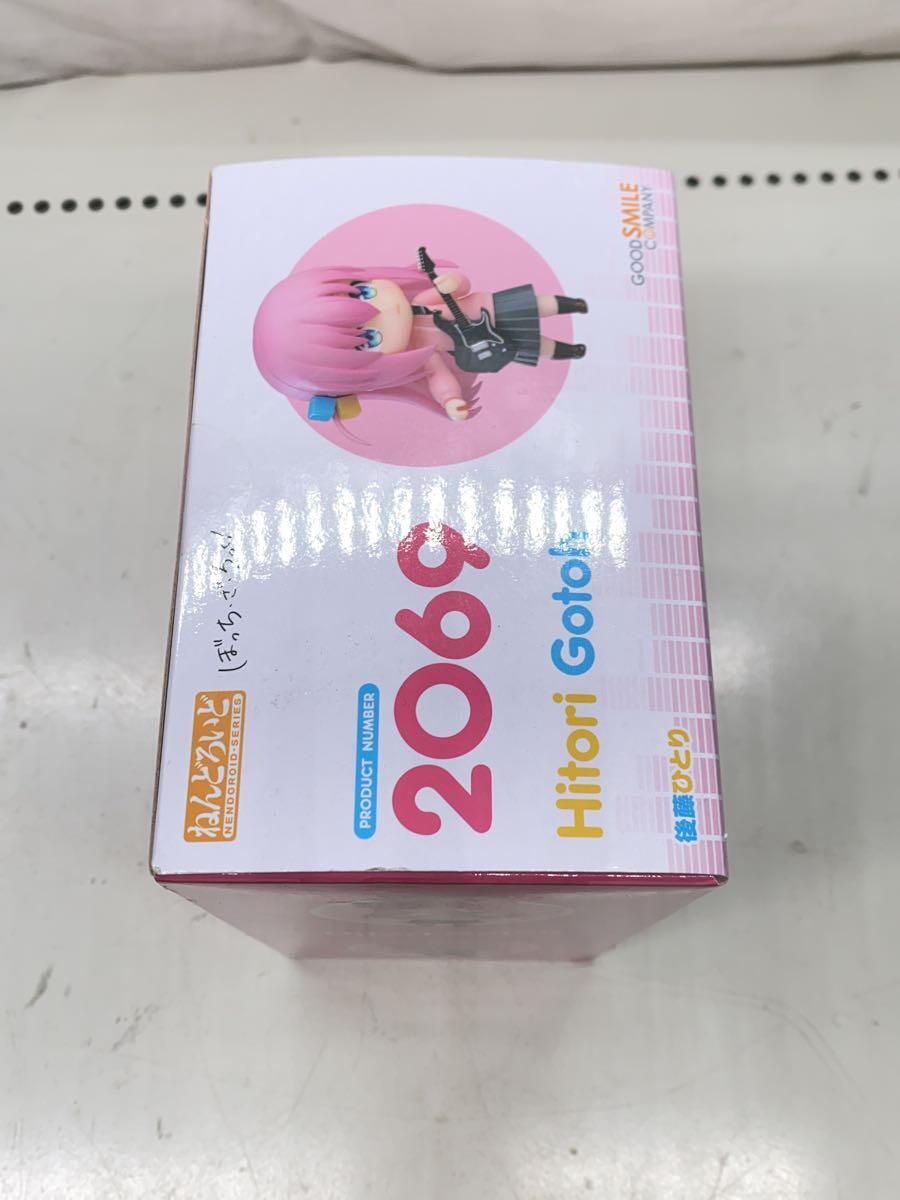 ねんどろいど
NENDOROID·SERIES
ぼっち・ざ・ろっく!
PRODUCT NUMBER
2069
Hitori Gotoh
後藤ひとり
GOOD SMILE
COMPANY